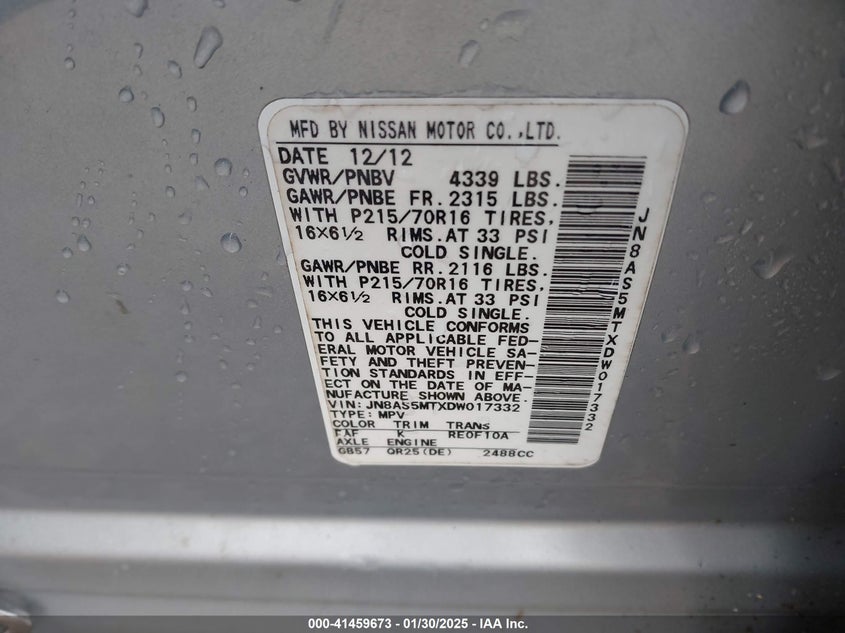 MFD BY NISSAN MOTOR CO.,LTD.
DATE 12/12
GVWR/PNBV 4339 LBS.
GAWR/PNBE FR. 2315 LBS.
WITH P215/70R16 TIRES,
16X6½ RIMS.AT 33 PSI
COLD SINGLE.
GAWR/PNBE RR. 2116 LBS.
WITH P215/70R16 TIRES,
16X6½ RIMS.AT 33 PSI
COLD SINGLE.
THIS VEHICLE CONFORMS
TO ALL APPLICABLE FED-
ERAL MOTOR VEHICLE SA-
FETY AND THEFT PREVEN-
TION STANDARDS IN EFF-
ECT ON THE DATE OF MA-
NUFACTURE SHOWN ABOVE.
VIN: JN8AS5MTXDW017332
TYPE: MPV
COLOR TRIM TRANS
K RE0F10A
AXLE ENGINE
GB57 QR25(DE) 2488CC
JN8AS5MTXDW017332
000-41459673 - 01/30/2025 - IAA Inc.